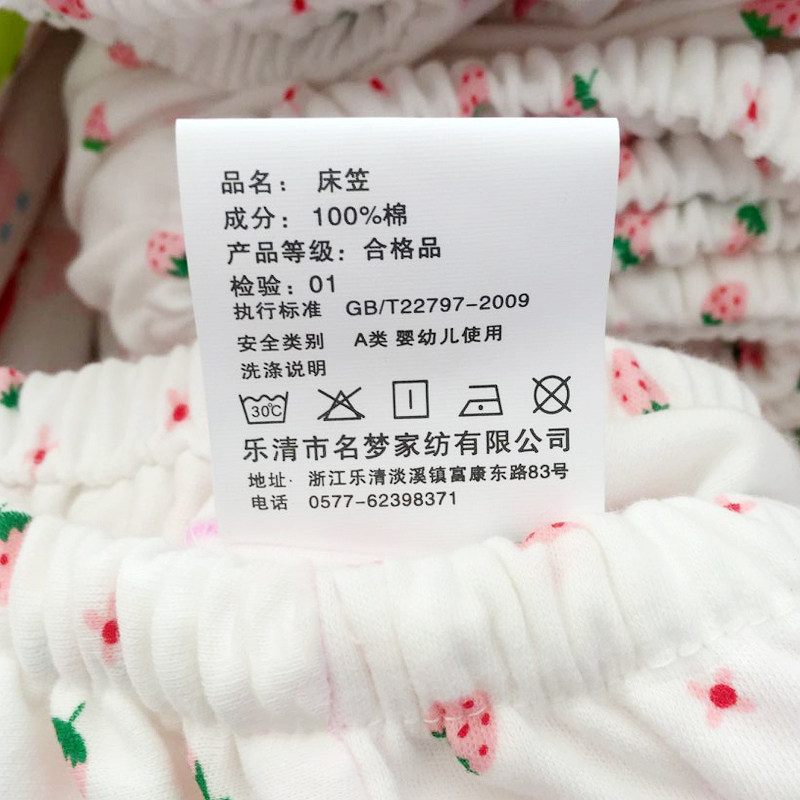 品名： 床笠
成分： 100%棉
产品等级： 合格品
检验：01
执行标准 GB/T22797-2009
安全类别 A类 婴幼儿使用
洗涤说明
30℃
乐清市名梦家纺有限公司
地址· 浙江乐清淡溪镇富康东路83号
电话 0577-62398371